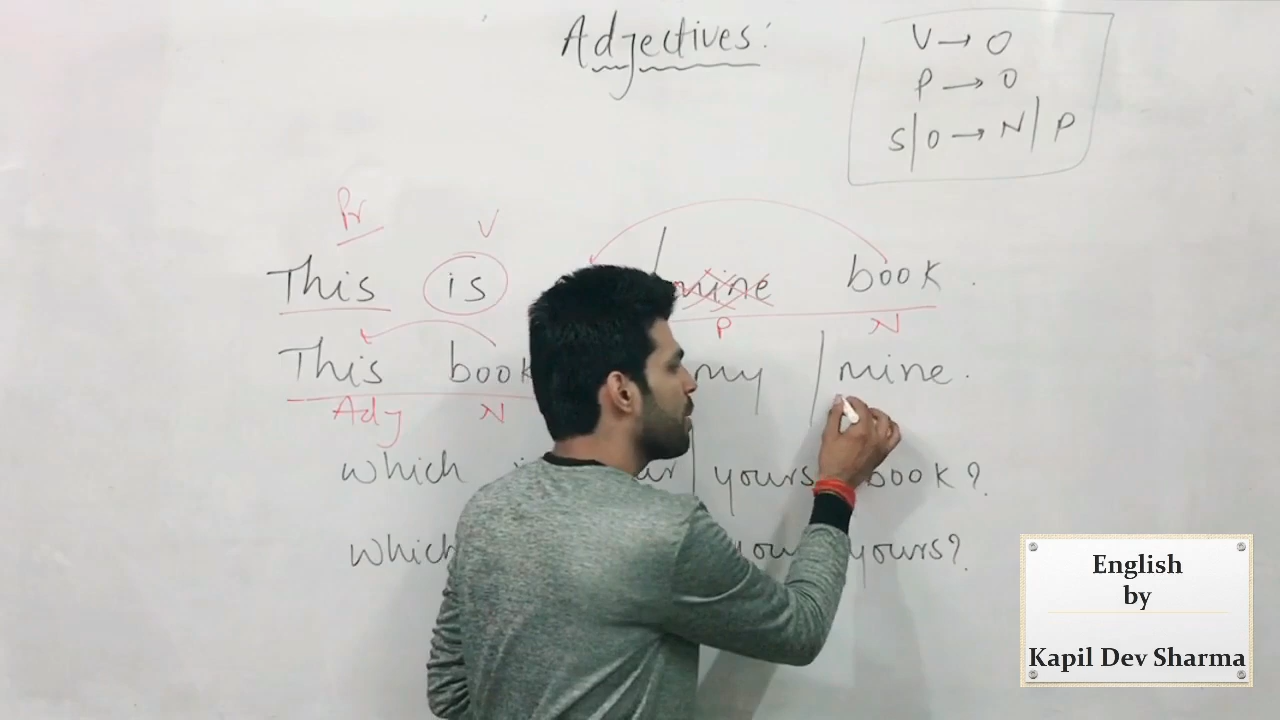 Adjectives:
V → O
P → O
S | O → N | P
Pr
V
This is mine book.
P N
This book my | mine.
Adj N
which | yours book?
which yours?
English
by
Kapil Dev Sharma